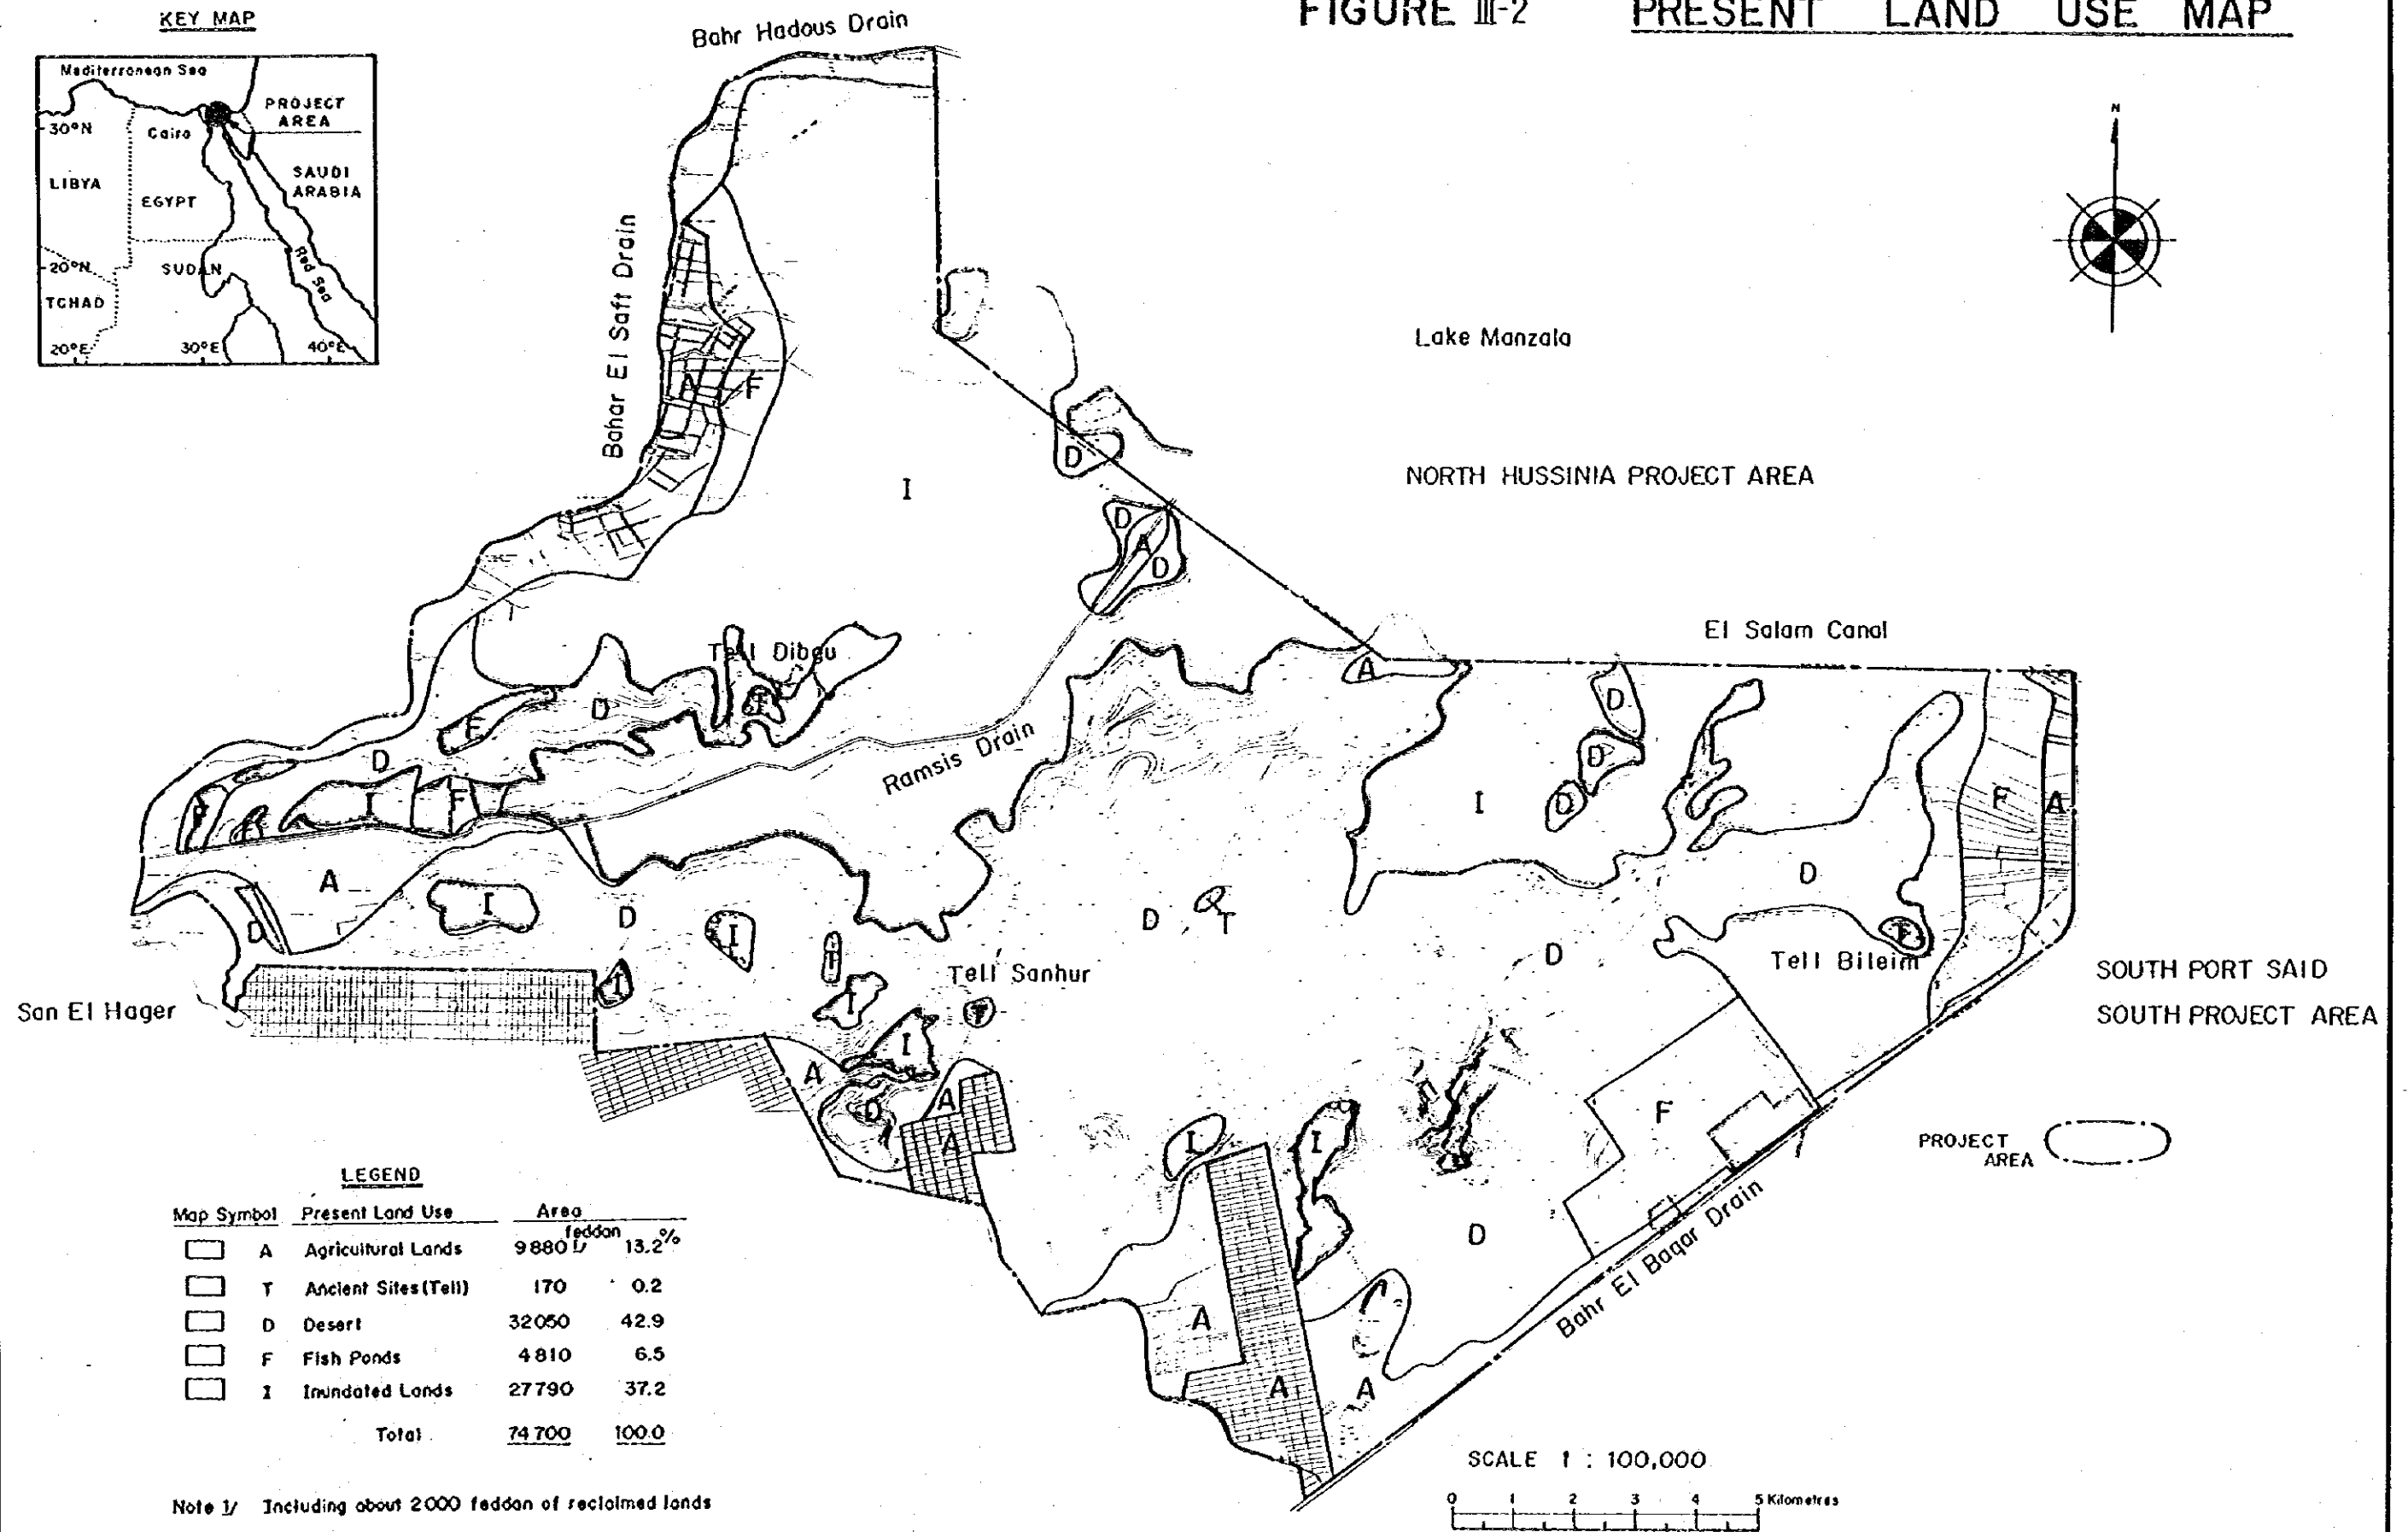 FIGURE III-2 PRESENT LAND USE MAP
KEY MAP
Mediterranean Sea
PROJECT
AREA
30°N
Cairo
LIBYA
EGYPT
SAUDI
ARABIA
20°N
SUDAN
Red Sea
TCHAD
20°E
30°E
40°E
Bahr Hadous Drain
N
Bahar El Saft Drain
Lake Manzala
A
F
D
I
NORTH HUSSINIA PROJECT AREA
D
A
D
Tell Dibgu
El Salam Canal
A
D
F
D
D
Ramsis Drain
D
D
I
F
I
D
F
A
A
I
D
D
I
D
T
D
D
D
Tell Sanhur
I
I
T
Tell Bileim
San El Hager
SOUTH PORT SAID
SOUTH PROJECT AREA
I
A
D
A
A
I
I
F
D
PROJECT
AREA
Bahr El Baqar Drain
A
A
A
LEGEND
Map Symbol Present Land Use Area
feddan %
A Agricultural Lands 9880 1/ 13.2
T Ancient Sites (Tell) 170 0.2
D Desert 32050 42.9
F Fish Ponds 4810 6.5
I Inundated Lands 27790 37.2
Total 74700 100.0
Note 1/ Including about 2000 feddan of reclaimed lands
SCALE 1 : 100,000
0 1 2 3 4 5 Kilometres